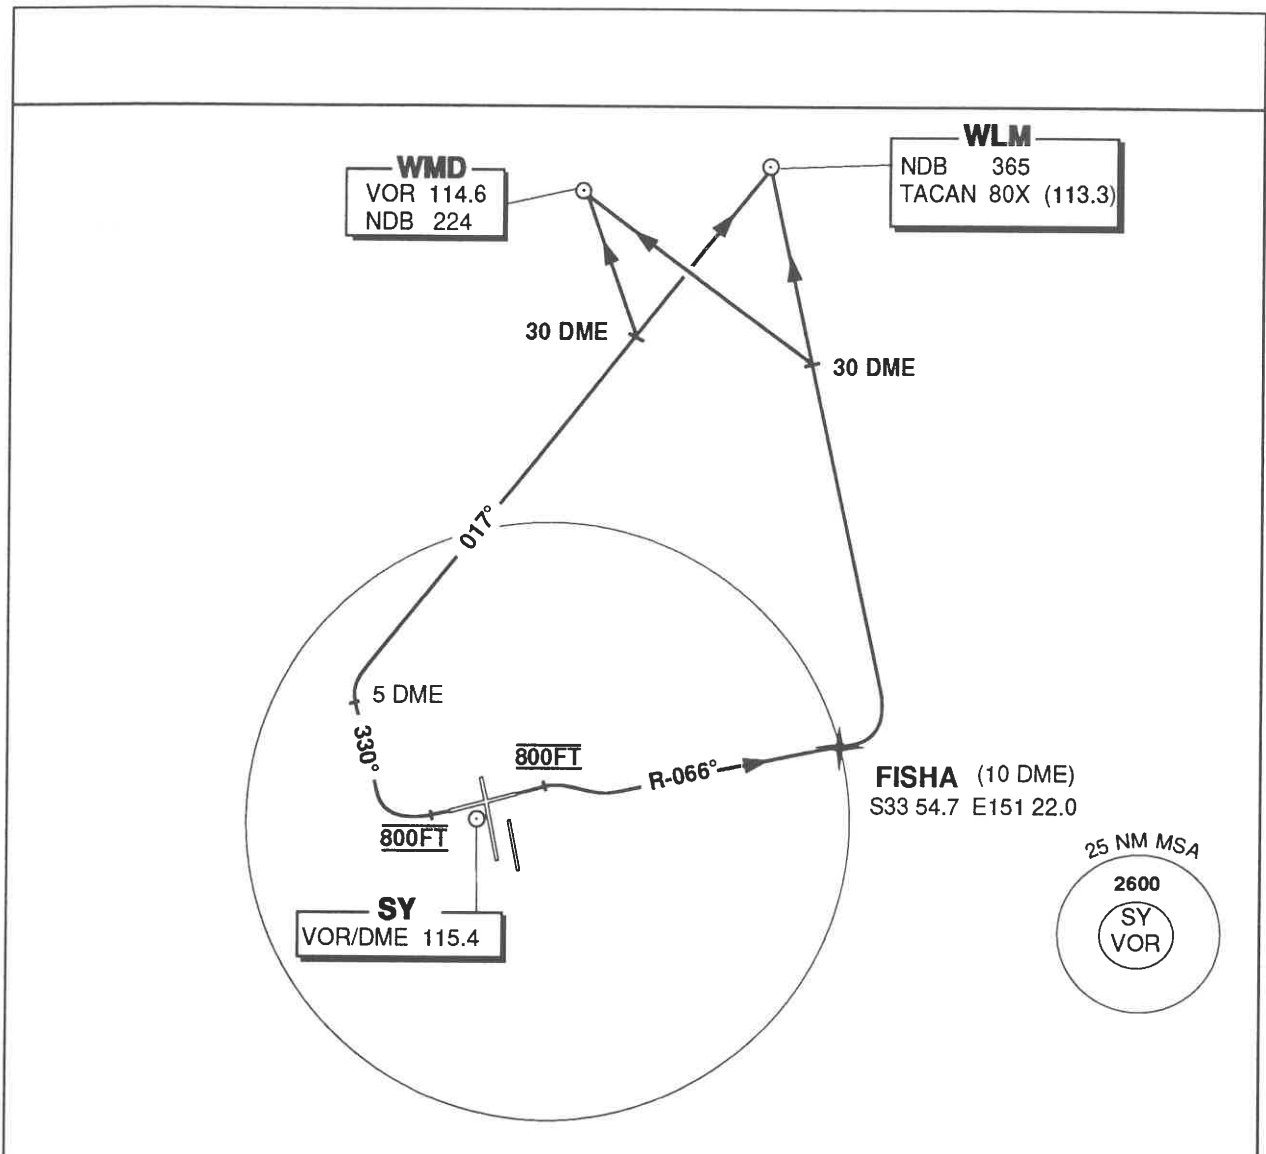 WLM
NDB 365
TACAN 80X (113.3)
WMD
VOR 114.6
NDB 224
30 DME
30 DME
017°
5 DME
330°
800FT
R-066°
FISHA (10 DME)
S33 54.7 E151 22.0
800FT
25 NM MSA
2600
SY
VOR
SY
VOR/DME 115.4